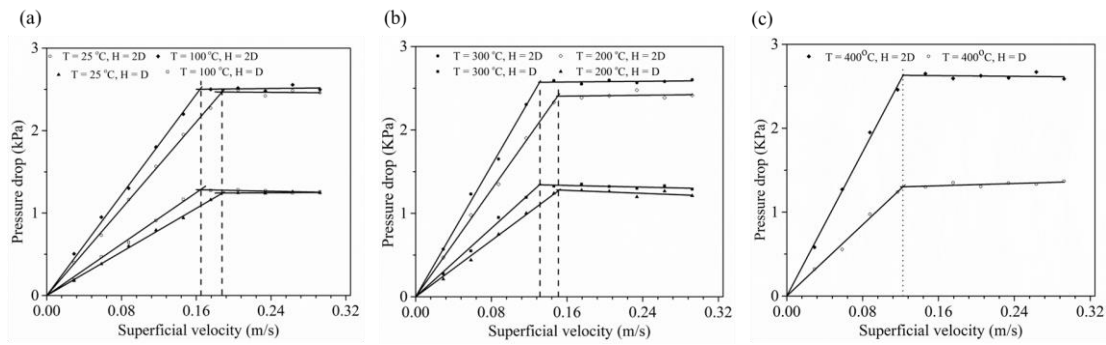 (a)
T = 25 °C, H = 2D
T = 100 °C, H = 2D
T = 25 °C, H = D
T = 100 °C, H = D
3
2
1
0
Pressure drop (kPa)
0.00 0.08 0.16 0.24 0.32
Superficial velocity (m/s)
(b)
T = 300 °C, H = 2D
T = 200 °C, H = 2D
T = 300 °C, H = D
T = 200 °C, H = D
3
2
1
0
Pressure drop (KPa)
0.00 0.08 0.16 0.24 0.32
Superficial velocity (m/s)
(c)
T = 400°C, H = 2D
T = 400°C, H = D
3
2
1
0
Pressure drop (kPa)
0.00 0.08 0.16 0.24 0.32
Superficial velocity (m/s)